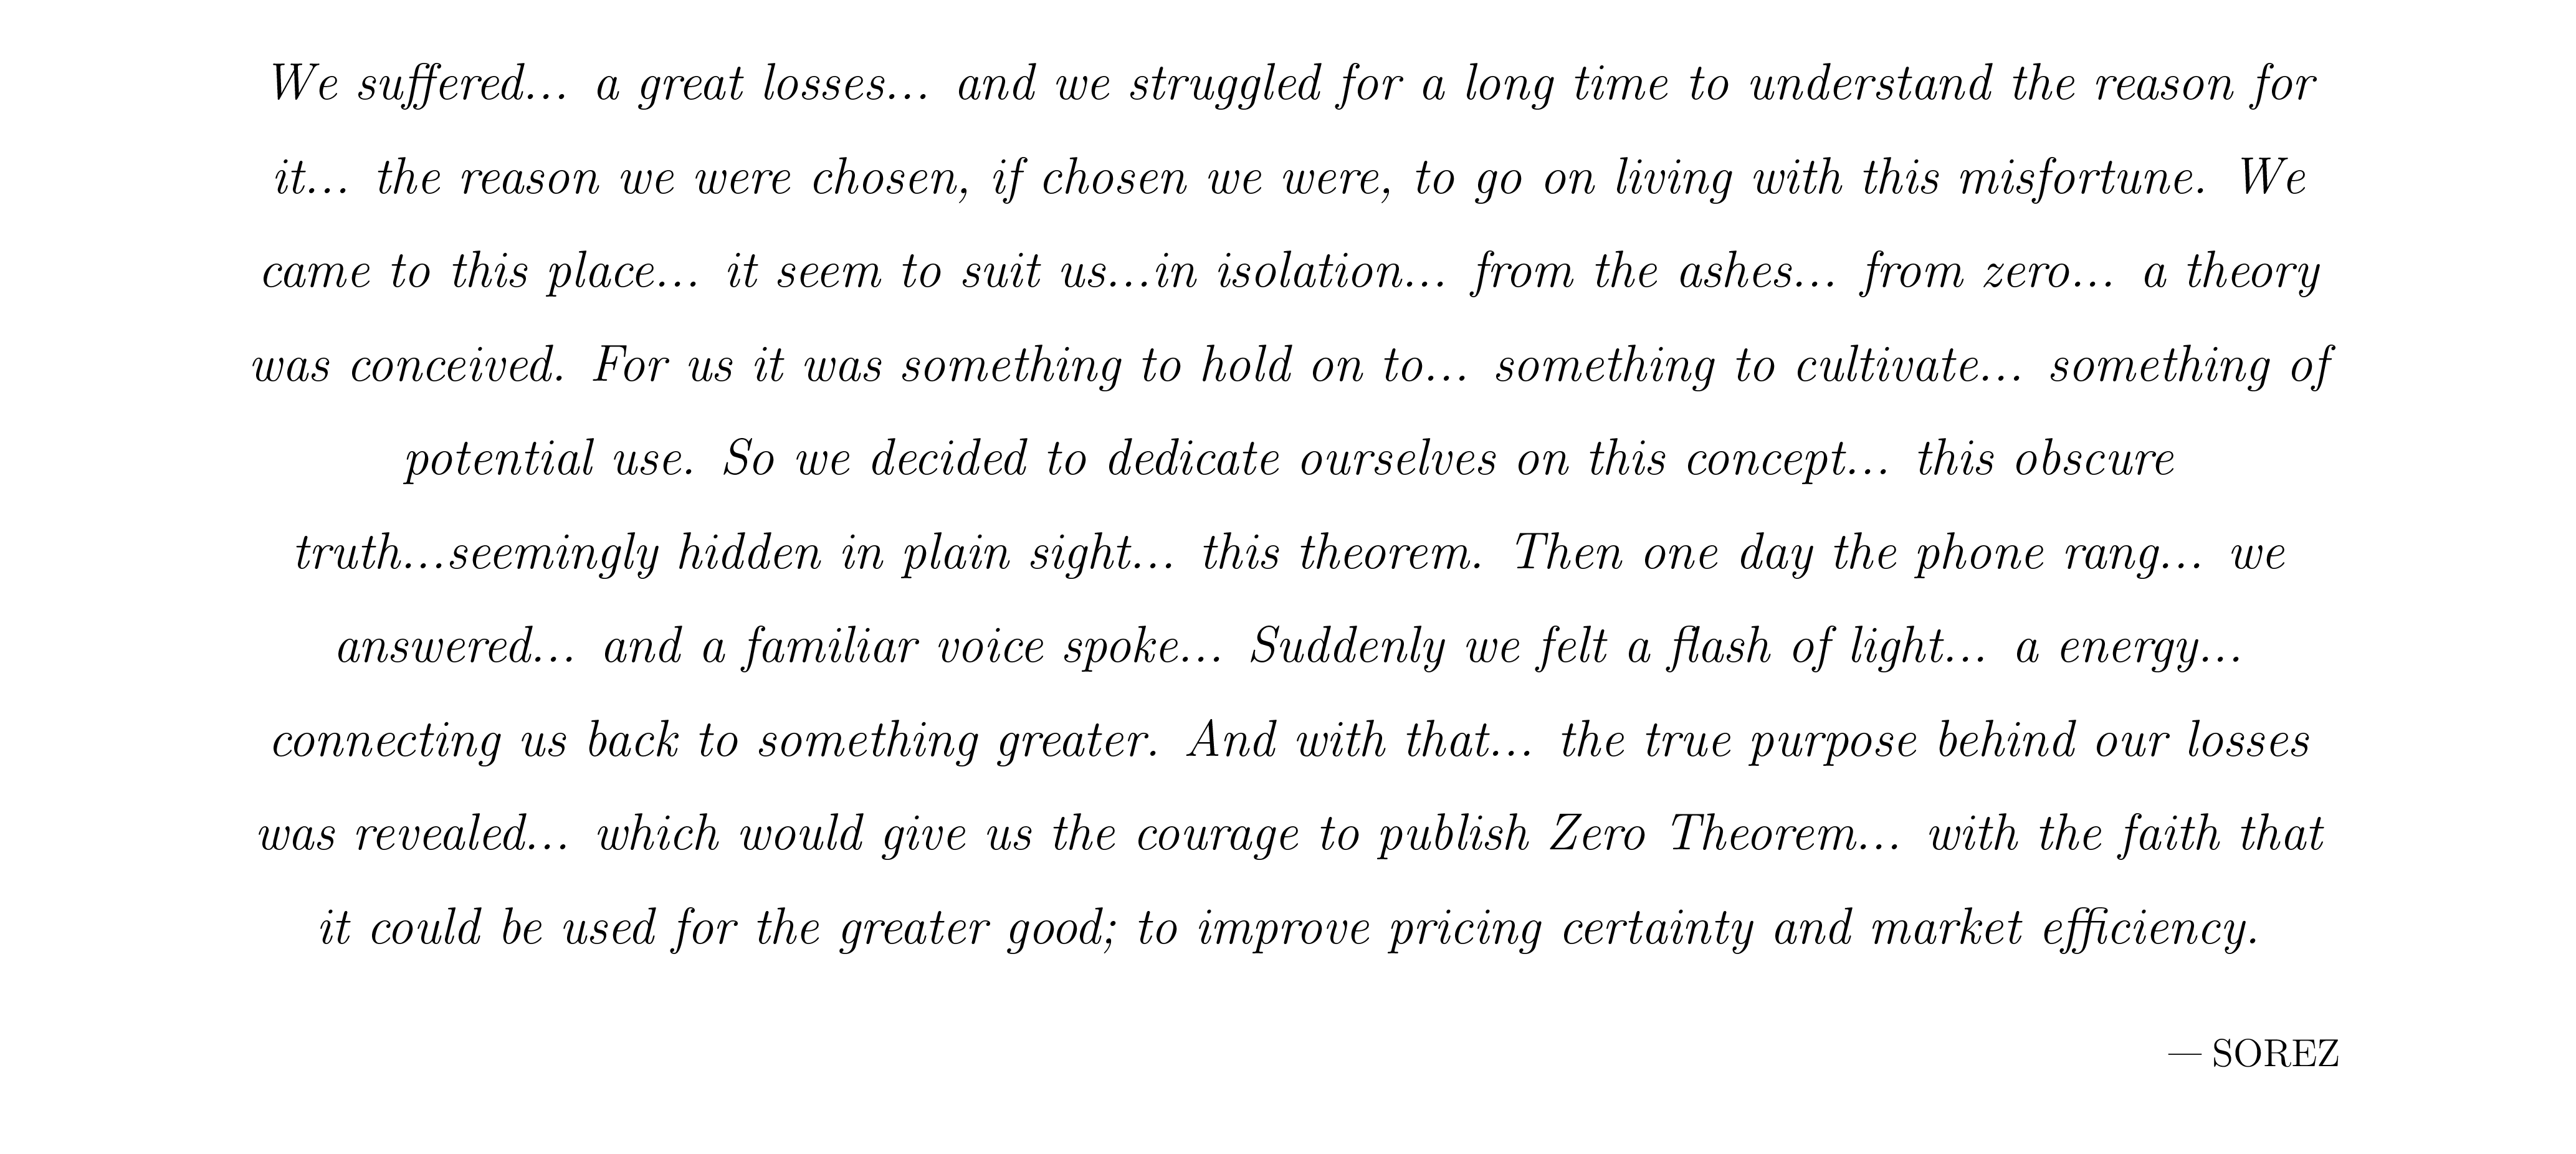 We suffered... a great losses... and we struggled for a long time to understand the reason for
it... the reason we were chosen, if chosen we were, to go on living with this misfortune. We
came to this place... it seem to suit us...in isolation... from the ashes... from zero... a theory
was conceived. For us it was something to hold on to... something to cultivate... something of
potential use. So we decided to dedicate ourselves on this concept... this obscure
truth...seemingly hidden in plain sight... this theorem. Then one day the phone rang... we
answered... and a familiar voice spoke... Suddenly we felt a flash of light... a energy...
connecting us back to something greater. And with that... the true purpose behind our losses
was revealed... which would give us the courage to publish Zero Theorem... with the faith that
it could be used for the greater good; to improve pricing certainty and market efficiency.
— SOREZ